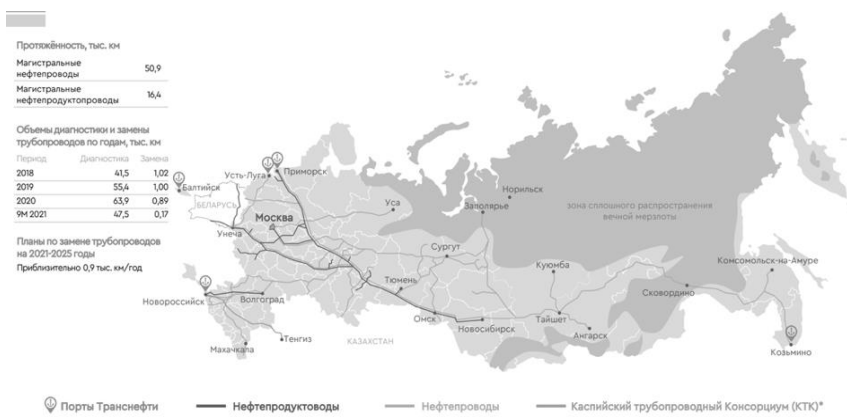 Протяжённость, тыс. км
Магистральные
нефтепроводы 50,9
Магистральные
нефтепродуктопроводы 16,4
Объемы диагностики и замены
трубопроводов по годам, тыс. км
Период Диагностика Замена
2018 41,5 1,02
2019 55,4 1,00
2020 63,9 0,89
9М 2021 47,5 0,17
Планы по замене трубопроводов
на 2021-2025 годы
Приблизительно 0,9 тыс. км/год
Усть-Луга
Приморск
Балтийск
БЕЛАРУСЬ
Москва
Унеча
Уса
Заполярье
Норильск
зона сплошного распространения
вечной мерзлоты
Сургут
Куюмба
Комсомольск-на-Амуре
Тюмень
Сковордино
Новороссийск
Волгоград
Омск
Новосибирск
Тайшет
Ангарск
Махачкала
Тенгиз
КАЗАХСТАН
Козьмино
Порты Транснефти
Нефтепродуктоводы
Нефтепроводы
Каспийский трубопроводный Консорциум (КТК)*